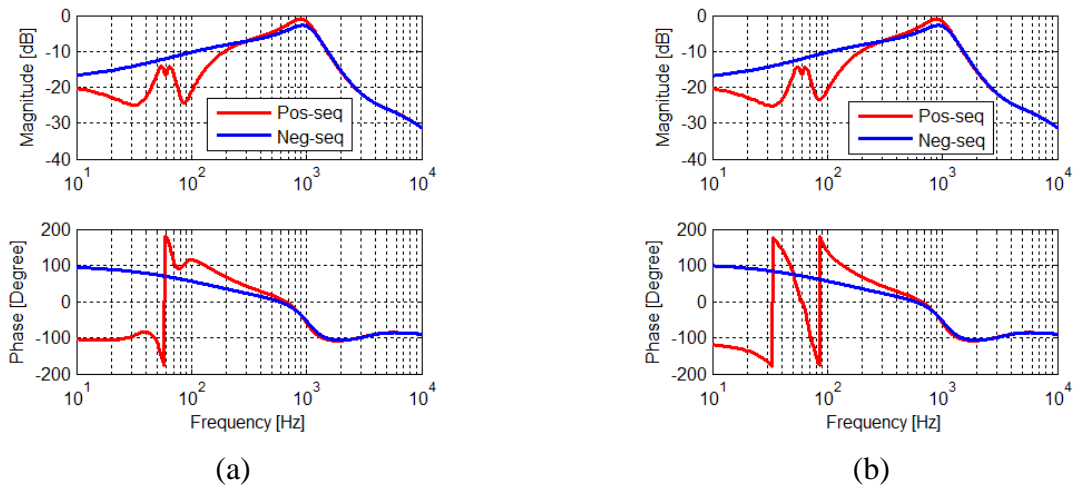 0
-10
-20
-30
-40
Magnitude [dB]
Pos-seq
Neg-seq
10^1 10^2 10^3 10^4
200
100
0
-100
-200
Phase [Degree]
10^1 10^2 10^3 10^4
Frequency [Hz]
(a)
0
-10
-20
-30
-40
Magnitude [dB]
Pos-seq
Neg-seq
10^1 10^2 10^3 10^4
200
100
0
-100
-200
Phase [Degree]
10^1 10^2 10^3 10^4
Frequency [Hz]
(b)